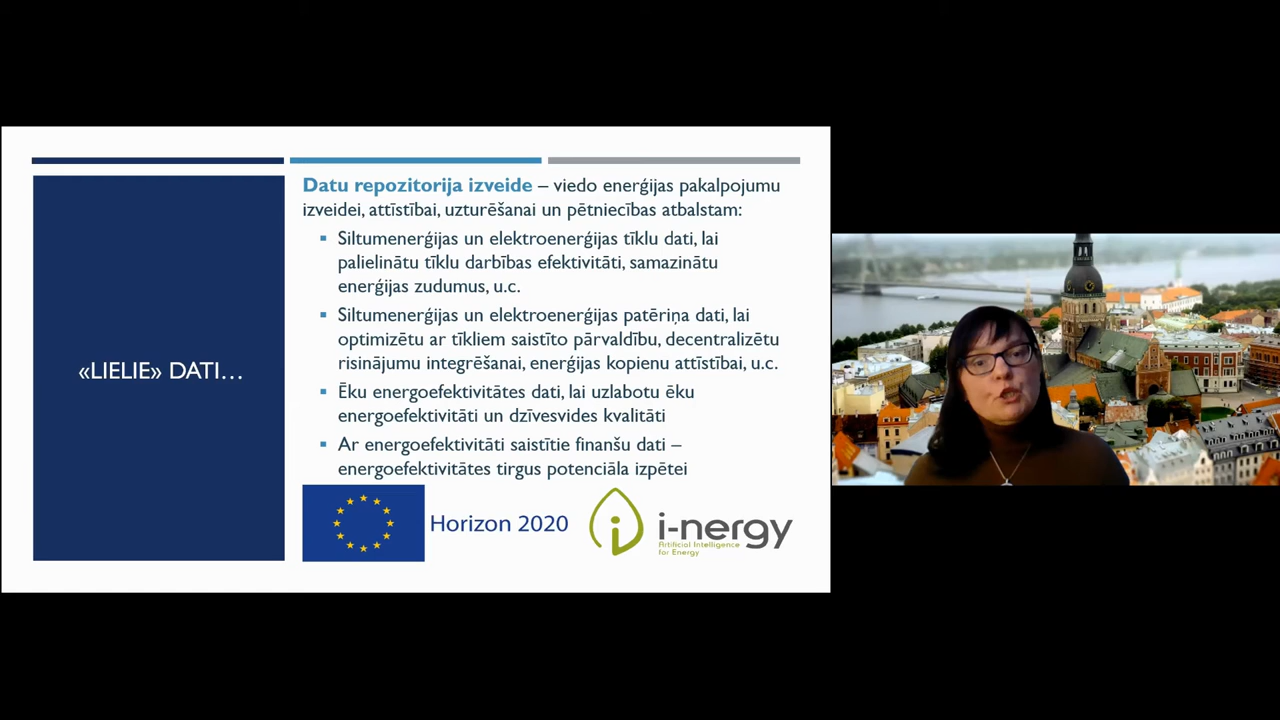 «LIELIE» DATI...
Datu repozitorija izveide – viedo enerģijas pakalpojumu
izveidei, attīstībai, uzturēšanai un pētniecības atbalstam:
Siltumenerģijas un elektroenerģijas tīklu dati, lai
palielinātu tīklu darbības efektivitāti, samazinātu
enerģijas zudumus, u.c.
Siltumenerģijas un elektroenerģijas patēriņa dati, lai
optimizētu ar tīkliem saistīto pārvaldību, decentralizētu
risinājumu integrēšanai, enerģijas kopienu attīstībai, u.c.
Ēku energoefektivitātes dati, lai uzlabotu ēku
energoefektivitāti un dzīvesvides kvalitāti
Ar energoefektivitāti saistītie finanšu dati –
energoefektivitātes tirgus potenciāla izpētei
Horizon 2020
i-nergy
Artificial Intelligence
for Energy